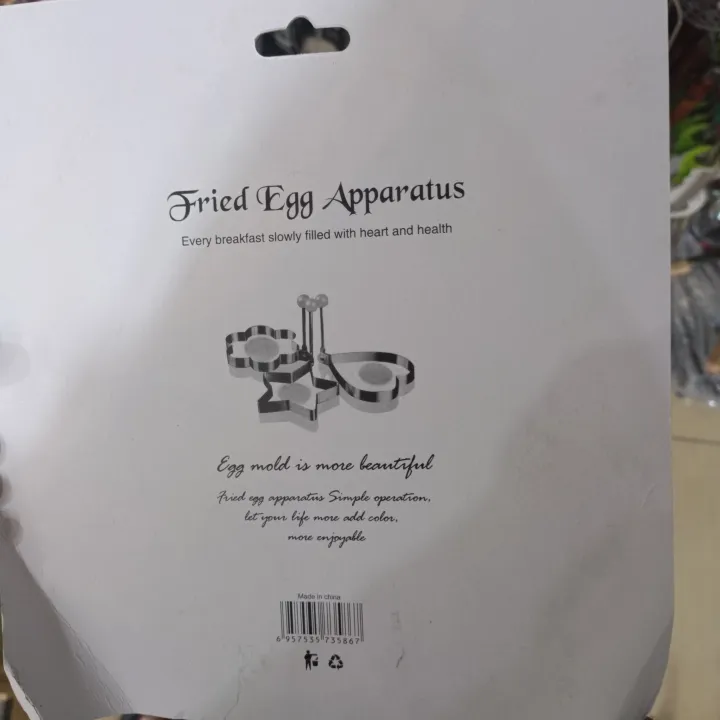 Fried Egg Apparatus
Every breakfast slowly filled with heart and health
Egg mold is more beautiful
Fried egg apparatus Simple operation,
let your life more add color,
more enjoyable
Made in china
6 957535 735867